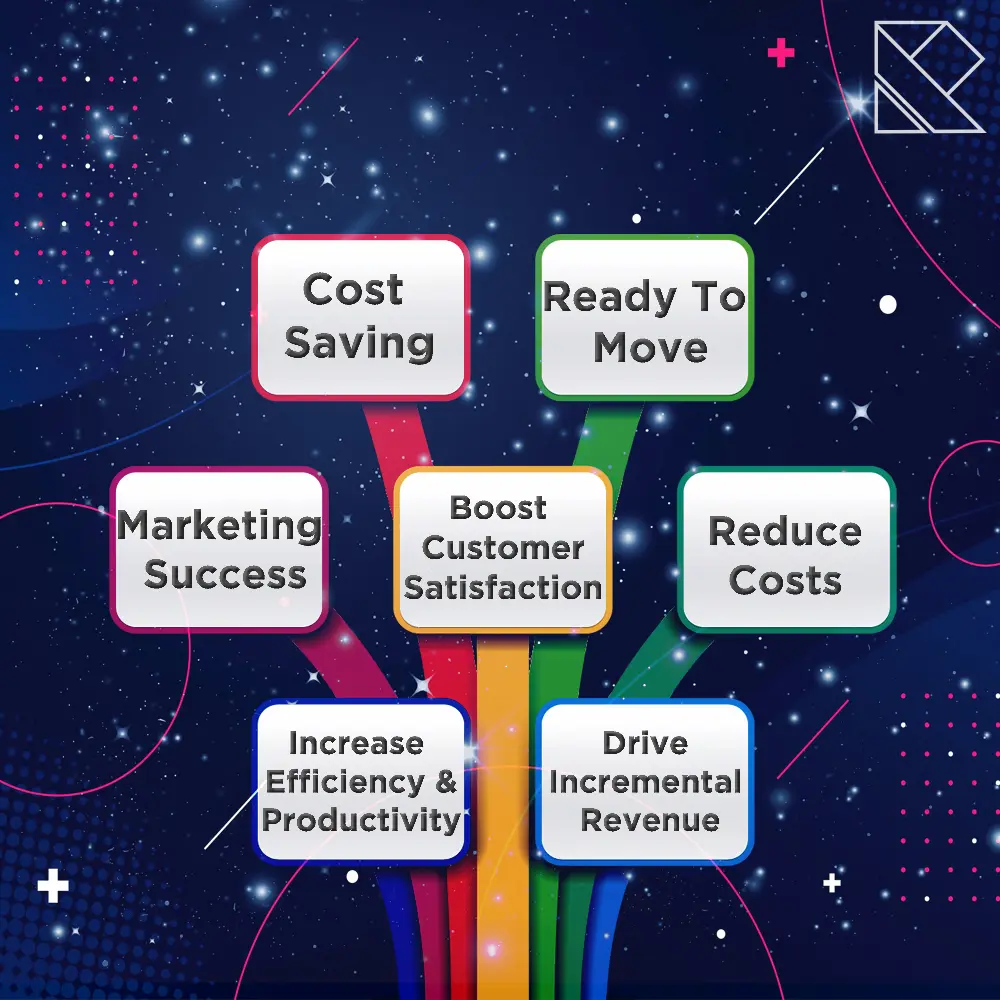 Cost
Saving
Ready To
Move
Marketing
Success
Boost
Customer
Satisfaction
Reduce
Costs
Increase
Efficiency &
Productivity
Drive
Incremental
Revenue